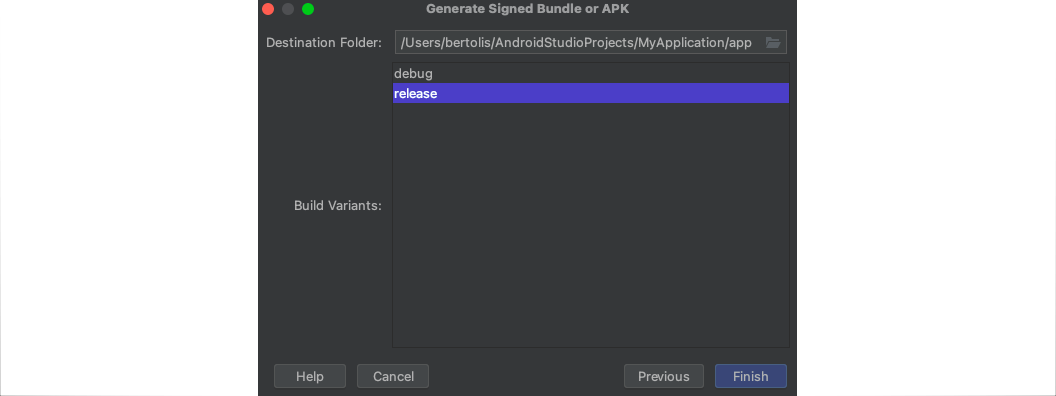 Generate Signed Bundle or APK
Destination Folder: /Users/bertolis/AndroidStudioProjects/MyApplication/app
debug
release
Build Variants:
Help Cancel Previous Finish